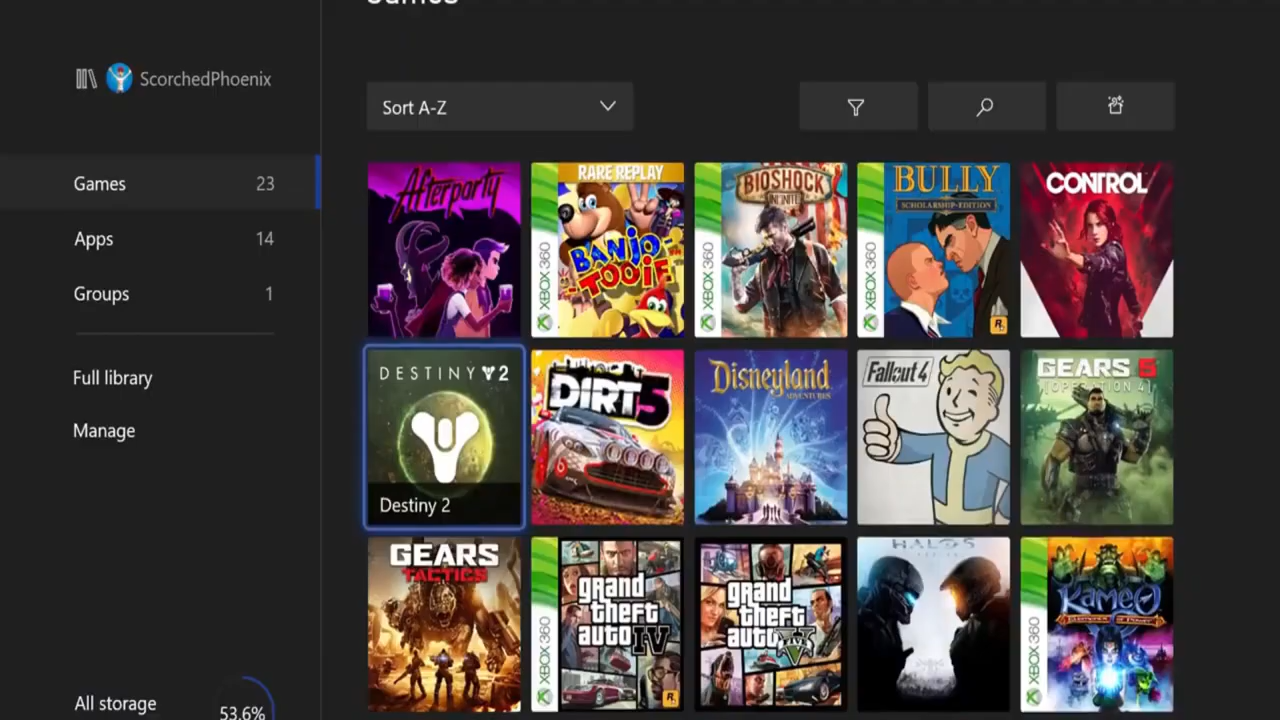 Games
ScorchedPhoenix
Sort A-Z
Games 23
Apps 14
Groups 1
Full library
Manage
All storage
53.6%
Afterparty
RARE REPLAY
BANJO-
TOOIE
XBOX 360
BIOSHOCK
INFINITE
XBOX 360
BULLY
SCHOLARSHIP-EDITION
XBOX 360
R
CONTROL
DESTINY 2
Destiny 2
DIRT 5
Disneyland
ADVENTURES
Fallout 4
GEARS 5
[OPERATION 4]
GEARS
TACTICS
grand
theft
auto IV
XBOX 360
R
grand
theft
auto V
HALO 5
KAMEO
XBOX 360